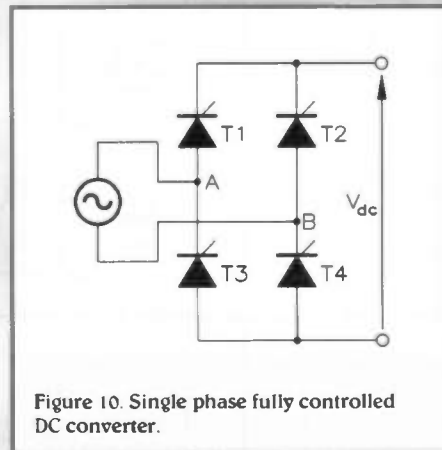 T1
T2
A
B
V_dc
T3
T4
Figure 10. Single phase fully controlled
DC converter.